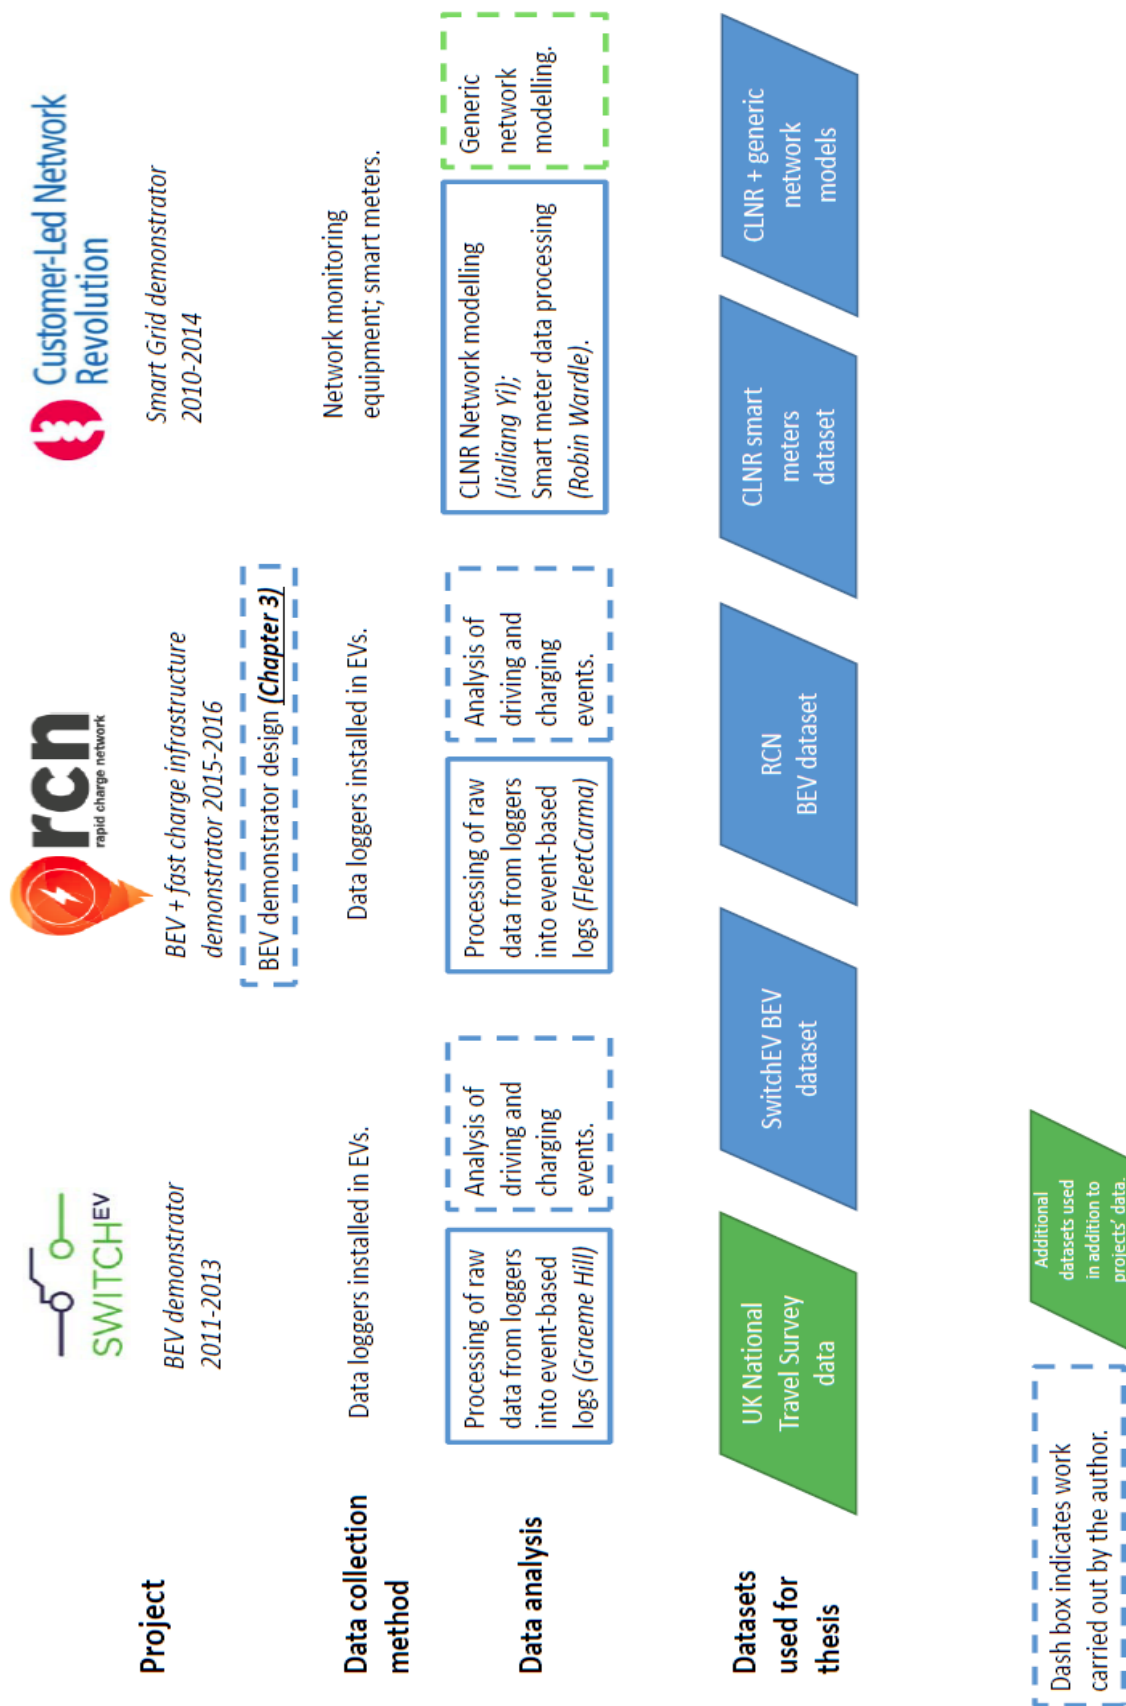 Project
SWITCHEV
BEV demonstrator
2011-2013
rcn
rapid charge network
BEV + fast charge infrastructure
demonstrator 2015-2016
BEV demonstrator design (Chapter 3)
Customer-Led Network
Revolution
Smart Grid demonstrator
2010-2014
Data collection
method
Data loggers installed in EVs.
Data loggers installed in EVs.
Network monitoring
equipment; smart meters.
Data analysis
Processing of raw
data from loggers
into event-based
logs (Graeme Hill)
Analysis of
driving and
charging
events.
Processing of raw
data from loggers
into event-based
logs (FleetCarma)
Analysis of
driving and
charging
events.
CLNR Network modelling
(Jialiang Yi);
Smart meter data processing
(Robin Wardle).
Generic
network
modelling.
Datasets
used for
thesis
UK National
Travel Survey
data
SwitchEV BEV
dataset
RCN
BEV dataset
CLNR smart
meters
dataset
CLNR + generic
network
models
Dash box indicates work
carried out by the author.
Additional
datasets used
in addition to
projects' data.